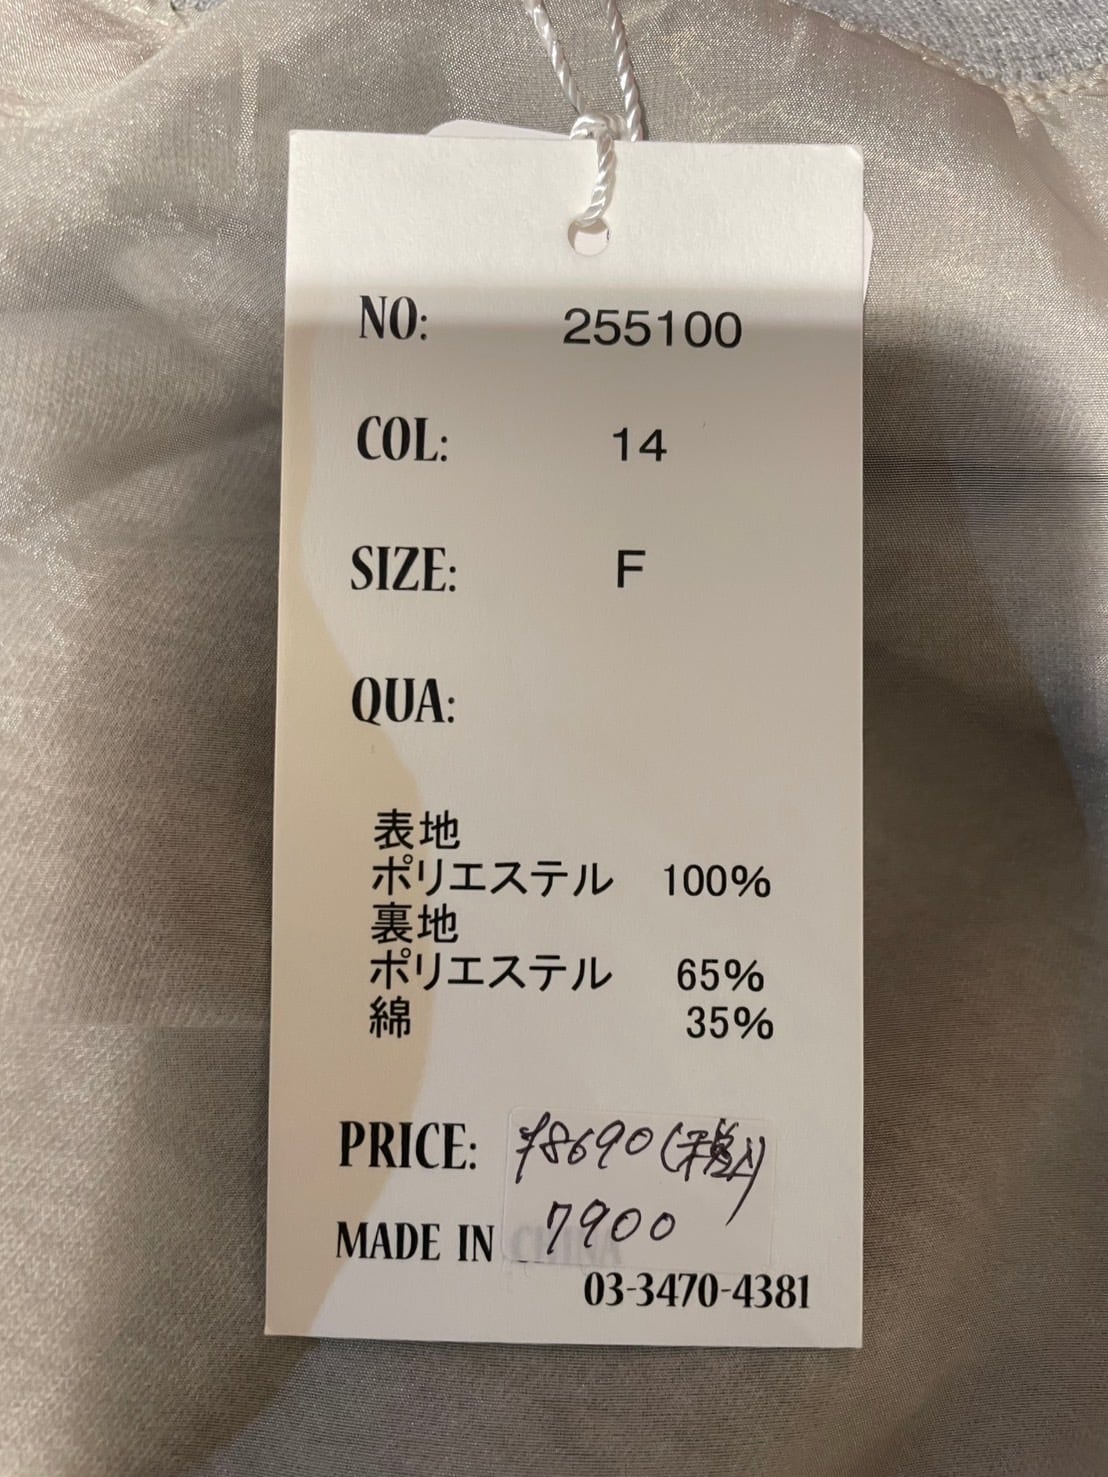 NO: 255100
COL: 14
SIZE: F
QUA:
表地
ポリエステル 100%
裏地
ポリエステル 65%
綿 35%
PRICE: ¥8690(税込)
7900
MADE IN CHINA
03-3470-4381